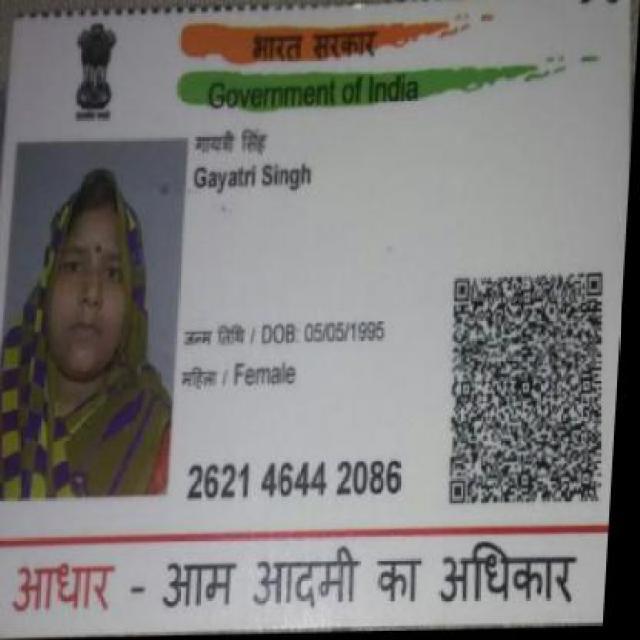 भारत सरकार
Government of India
गायत्री सिंह
Gayatri Singh
जन्म तिथि / DOB: 05/05/1995
महिला / Female
2621 4644 2086
आधार - आम आदमी का अधिकार